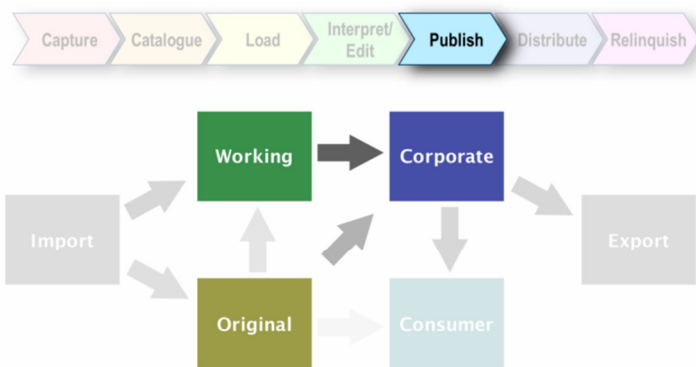 Capture
Catalogue
Load
Interpret/
Edit
Publish
Distribute
Relinquish
Working
Corporate
Import
Export
Original
Consumer